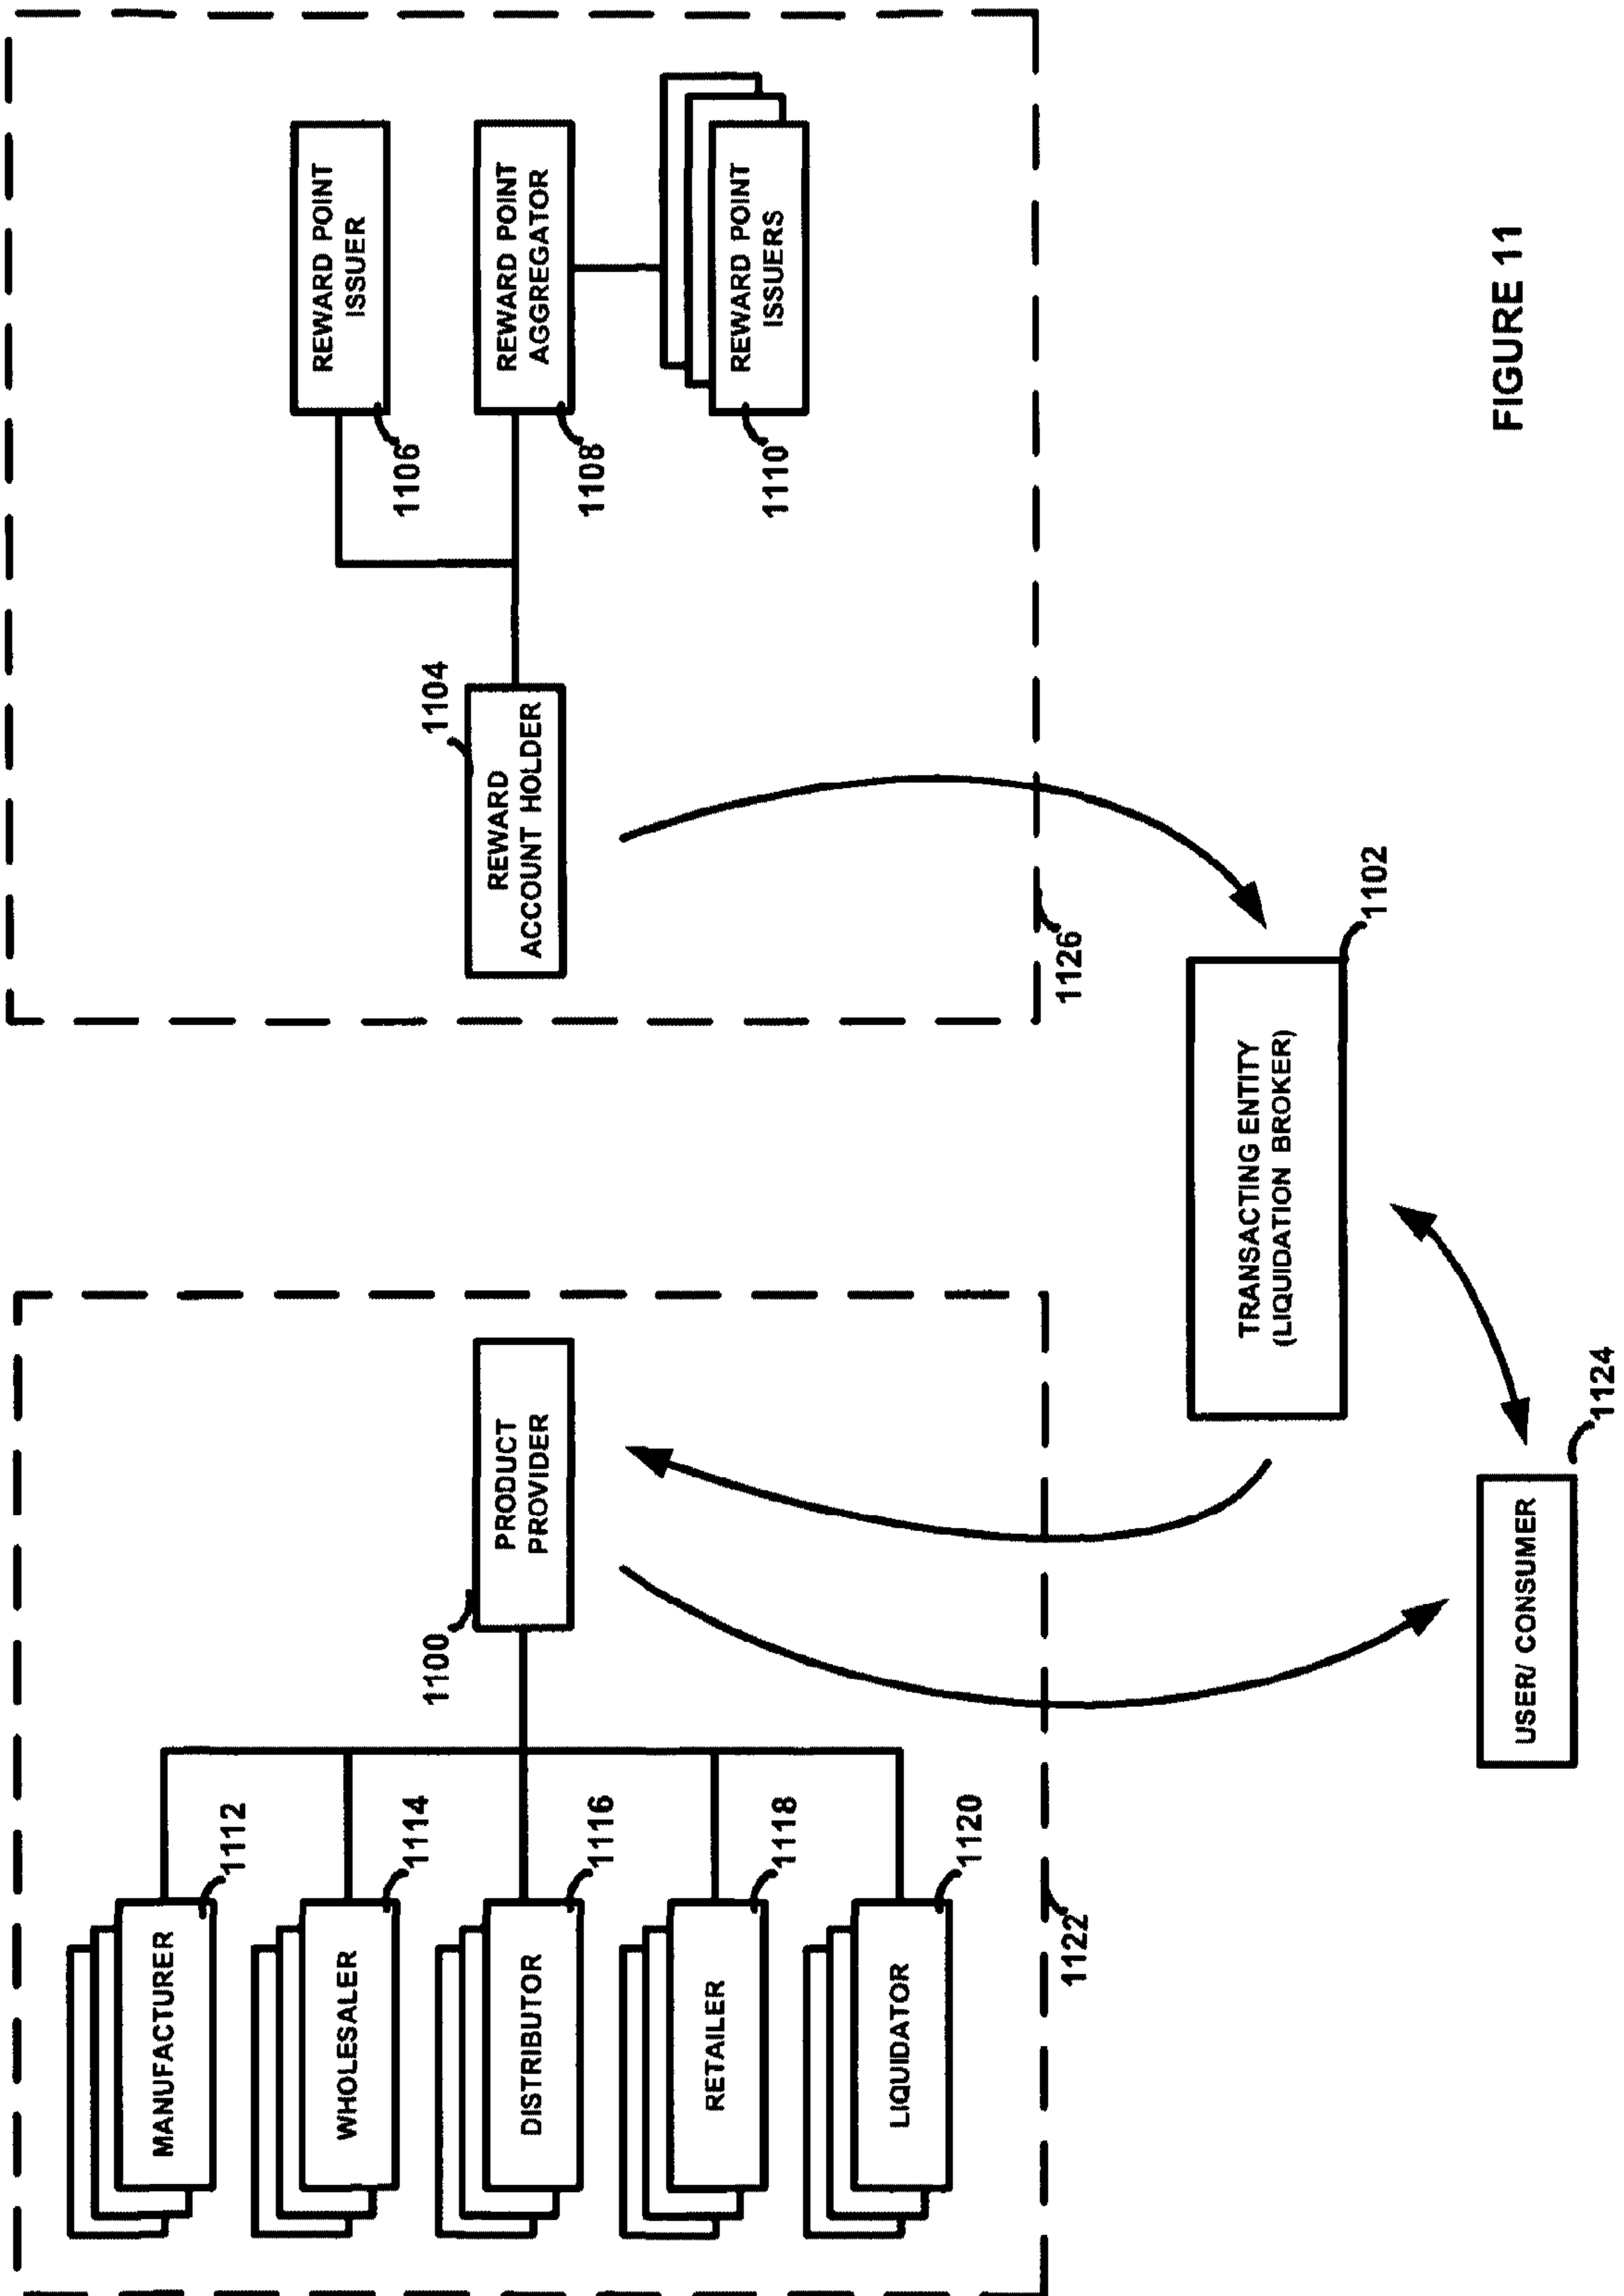 MANUFACTURER
1112
WHOLESALER
1114
DISTRIBUTOR
1116
RETAILER
1118
LIQUIDATOR
1120
1122
1100
PRODUCT
PROVIDER
USER/ CONSUMER
1124
TRANSACTING ENTITY
(LIQUIDATION BROKER)
1102
1104
REWARD
ACCOUNT HOLDER
1126
REWARD POINT
ISSUER
1106
REWARD POINT
AGGREGATOR
1108
REWARD POINT
ISSUERS
1110
FIGURE 11